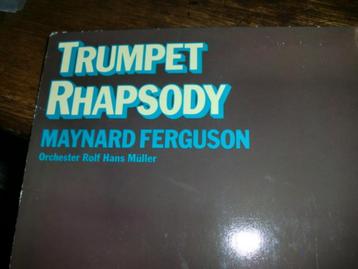 TRUMPET
RHAPSODY
MAYNARD FERGUSON
Orchester Rolf Hans Müller